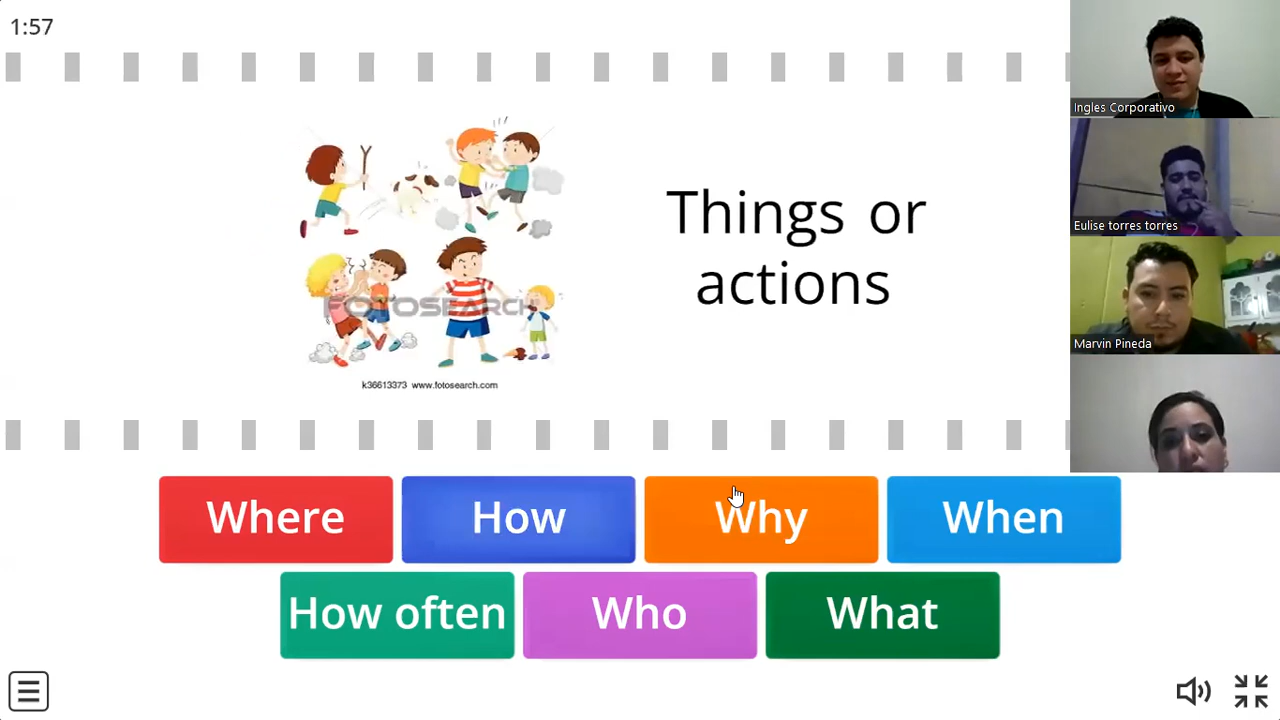 1:57
Ingles Corporativo
Eulise torres torres
Things or
actions
FOTOSEARCH
Marvin Pineda
k36613373 www.fotosearch.com
Where
How
Why
When
How often
Who
What